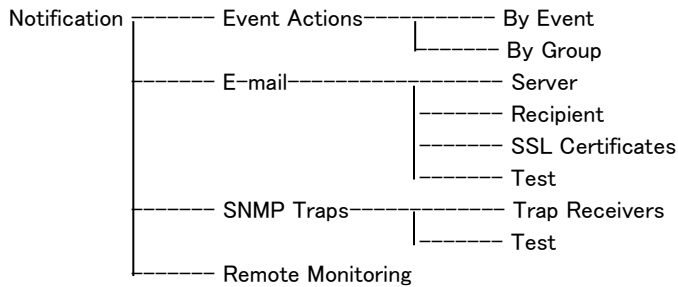 Notification Event Actions By Event
By Group
E-mail Server
Recipient
SSL Certificates
Test
SNMP Traps Trap Receivers
Test
Remote Monitoring